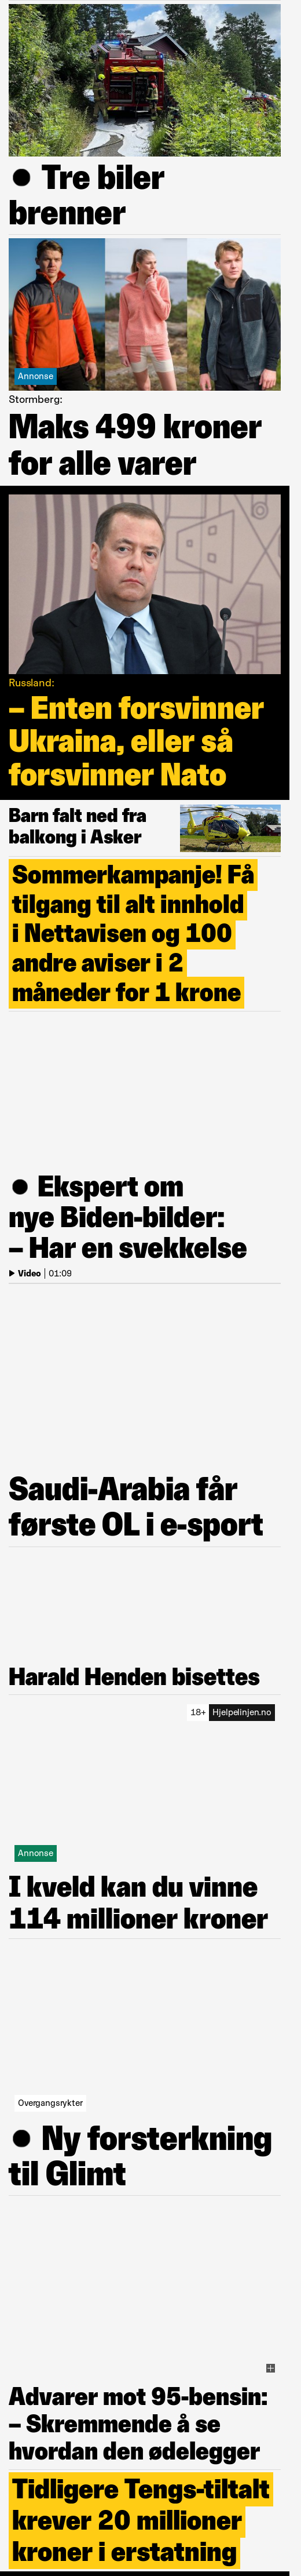 ● Tre biler
brenner
Annonse
Stormberg:
Maks 499 kroner
for alle varer
Russland:
– Enten forsvinner
Ukraina, eller så
forsvinner Nato
Barn falt ned fra
balkong i Asker
Sommerkampanje! Få
tilgang til alt innhold
i Nettavisen og 100
andre aviser i 2
måneder for 1 krone
● Ekspert om
nye Biden-bilder:
– Har en svekkelse
Video | 01:09
Saudi-Arabia får
første OL i e-sport
Harald Henden bisettes
18+ Hjelpelinjen.no
Annonse
I kveld kan du vinne
114 millioner kroner
Overgangsrykter
● Ny forsterkning
til Glimt
Advarer mot 95-bensin:
– Skremmende å se
hvordan den ødelegger
Tidligere Tengs-tiltalt
krever 20 millioner
kroner i erstatning